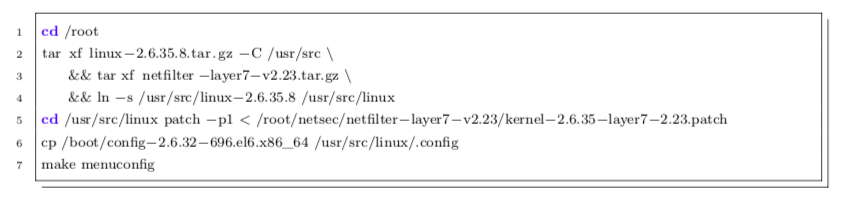 1 cd /root
2 tar xf linux-2.6.35.8.tar.gz -C /usr/src \
3 && tar xf netfilter-layer7-v2.23.tar.gz \
4 && ln -s /usr/src/linux-2.6.35.8 /usr/src/linux
5 cd /usr/src/linux patch -p1 < /root/netsec/netfilter-layer7-v2.23/kernel-2.6.35-layer7-2.23.patch
6 cp /boot/config-2.6.32-696.el6.x86_64 /usr/src/linux/.config
7 make menuconfig